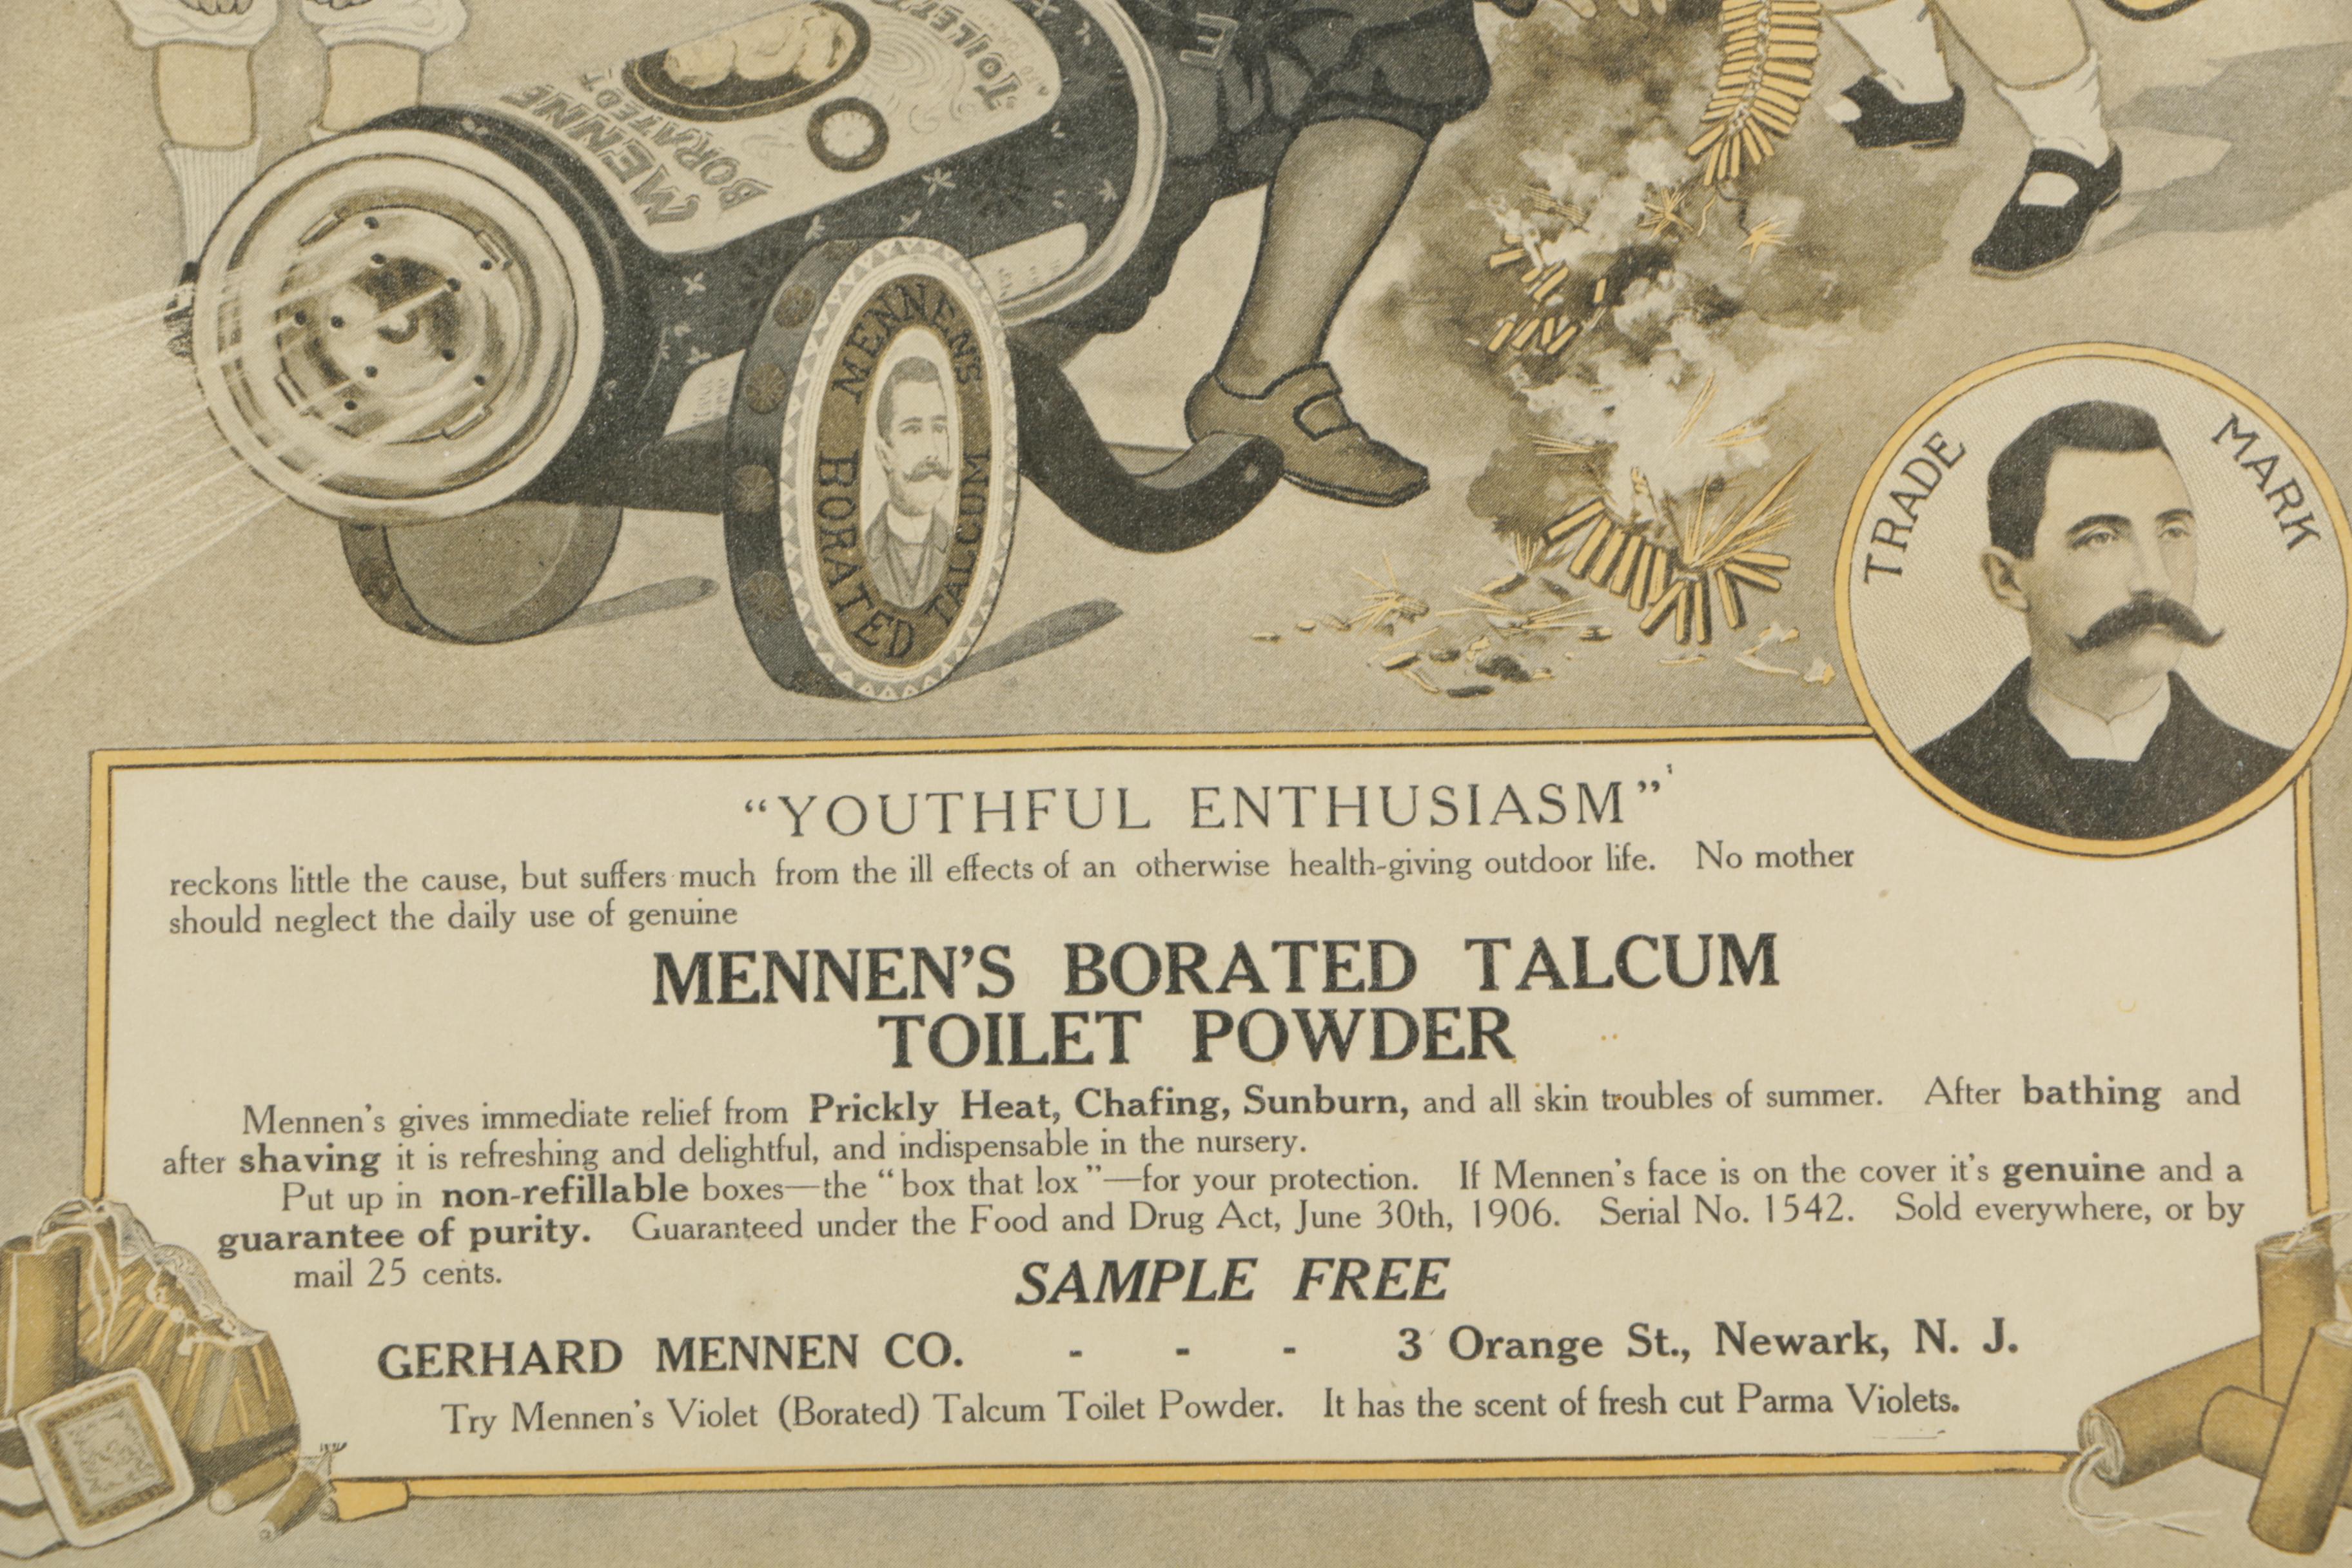 MENNE
BORATED T
TOILET
MENNEN'S
BORATED TALCUM
TRADE MARK
"YOUTHFUL ENTHUSIASM"
reckons little the cause, but suffers much from the ill effects of an otherwise health-giving outdoor life. No mother
should neglect the daily use of genuine
MENNEN'S BORATED TALCUM
TOILET POWDER
Mennen's gives immediate relief from Prickly Heat, Chafing, Sunburn, and all skin troubles of summer. After bathing and
after shaving it is refreshing and delightful, and indispensable in the nursery.
Put up in non-refillable boxes—the "box that lox"—for your protection. If Mennen's face is on the cover it's genuine and a
guarantee of purity. Guaranteed under the Food and Drug Act, June 30th, 1906. Serial No. 1542. Sold everywhere, or by
mail 25 cents.
SAMPLE FREE
GERHARD MENNEN CO. - - - 3 Orange St., Newark, N. J.
Try Mennen's Violet (Borated) Talcum Toilet Powder. It has the scent of fresh cut Parma Violets.